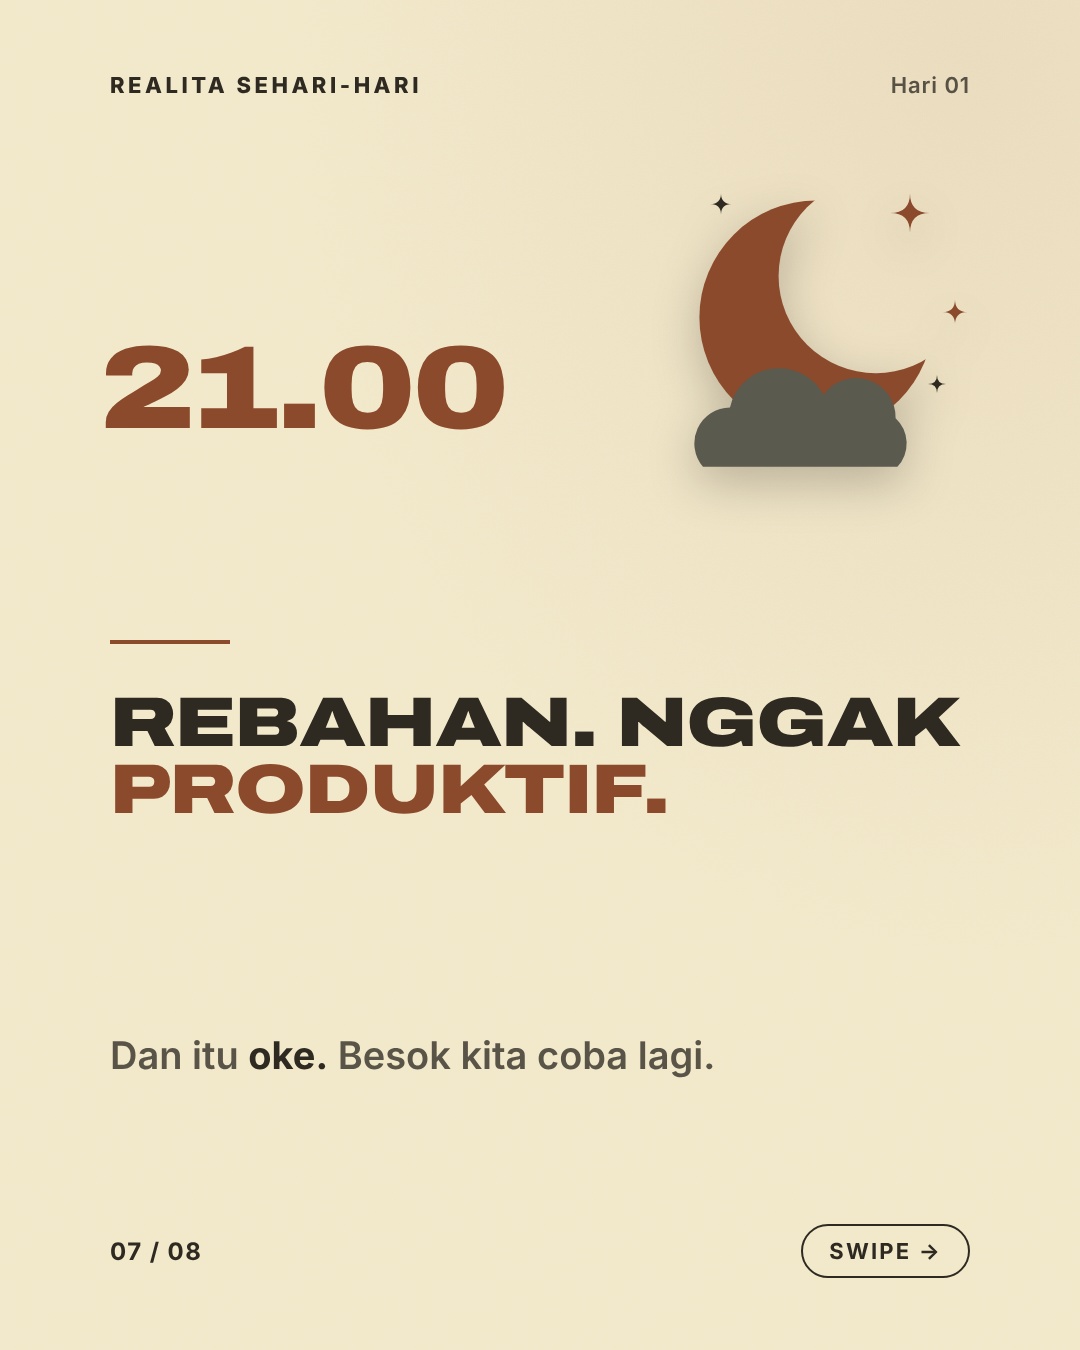 REALITA SEHARI-HARI
Hari 01
21.00
REBAHAN. NGGAK
PRODUKTIF.
Dan itu oke. Besok kita coba lagi.
07 / 08
SWIPE →